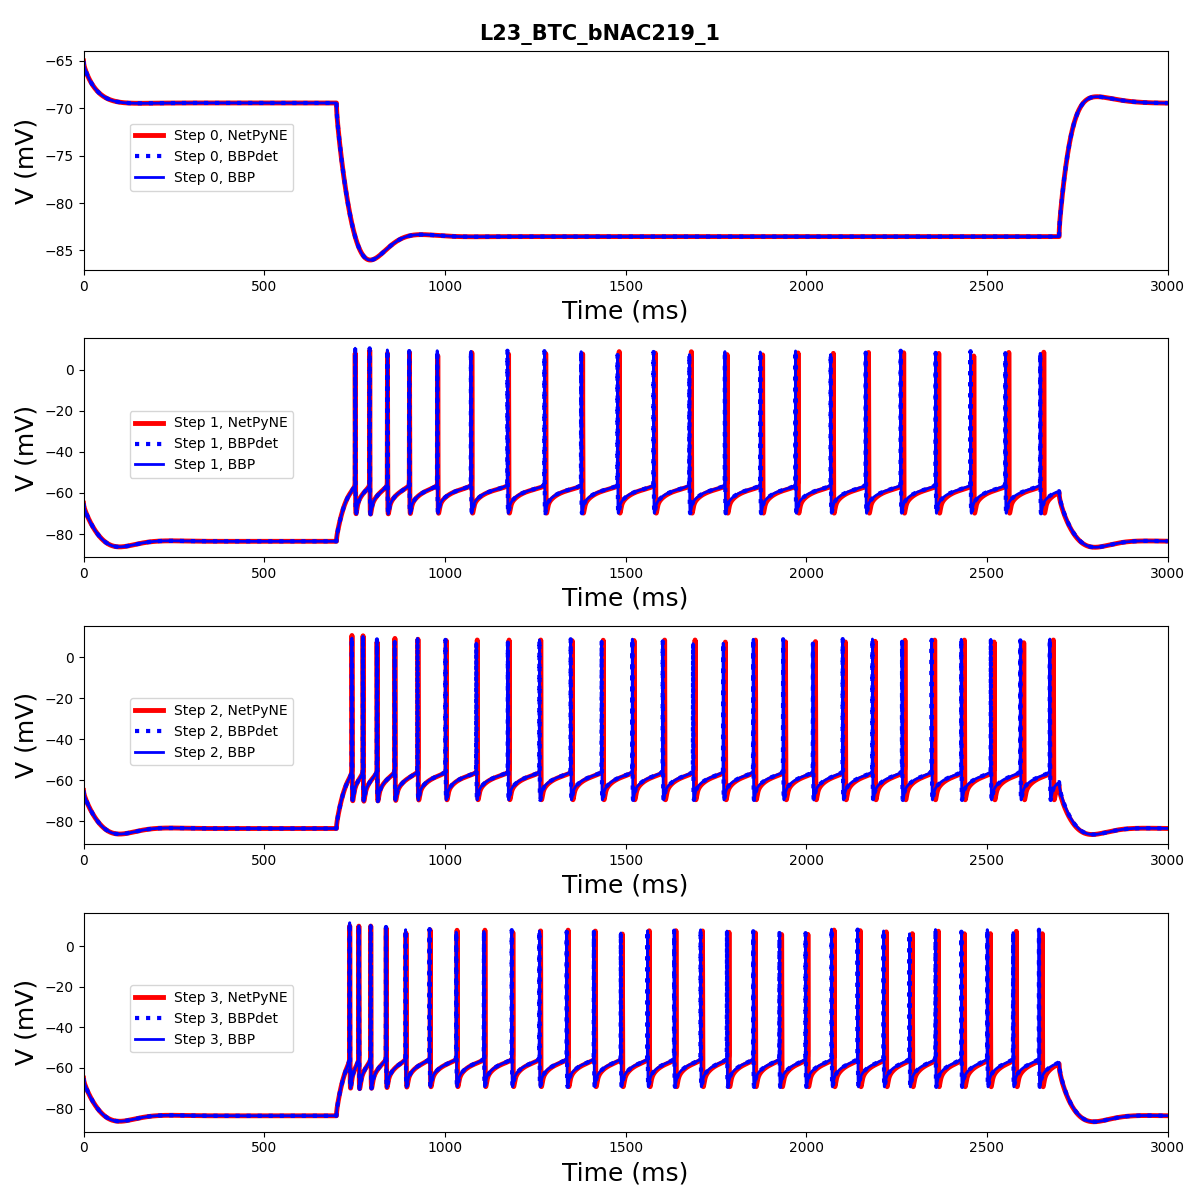 L23_BTC_bNAC219_1
V (mV)
−65
−70
−75
−80
−85
Step 0, NetPyNE
Step 0, BBPdet
Step 0, BBP
0 500 1000 1500 2000 2500 3000
Time (ms)
V (mV)
0
−20
−40
−60
−80
Step 1, NetPyNE
Step 1, BBPdet
Step 1, BBP
0 500 1000 1500 2000 2500 3000
Time (ms)
V (mV)
0
−20
−40
−60
−80
Step 2, NetPyNE
Step 2, BBPdet
Step 2, BBP
0 500 1000 1500 2000 2500 3000
Time (ms)
V (mV)
0
−20
−40
−60
−80
Step 3, NetPyNE
Step 3, BBPdet
Step 3, BBP
0 500 1000 1500 2000 2500 3000
Time (ms)